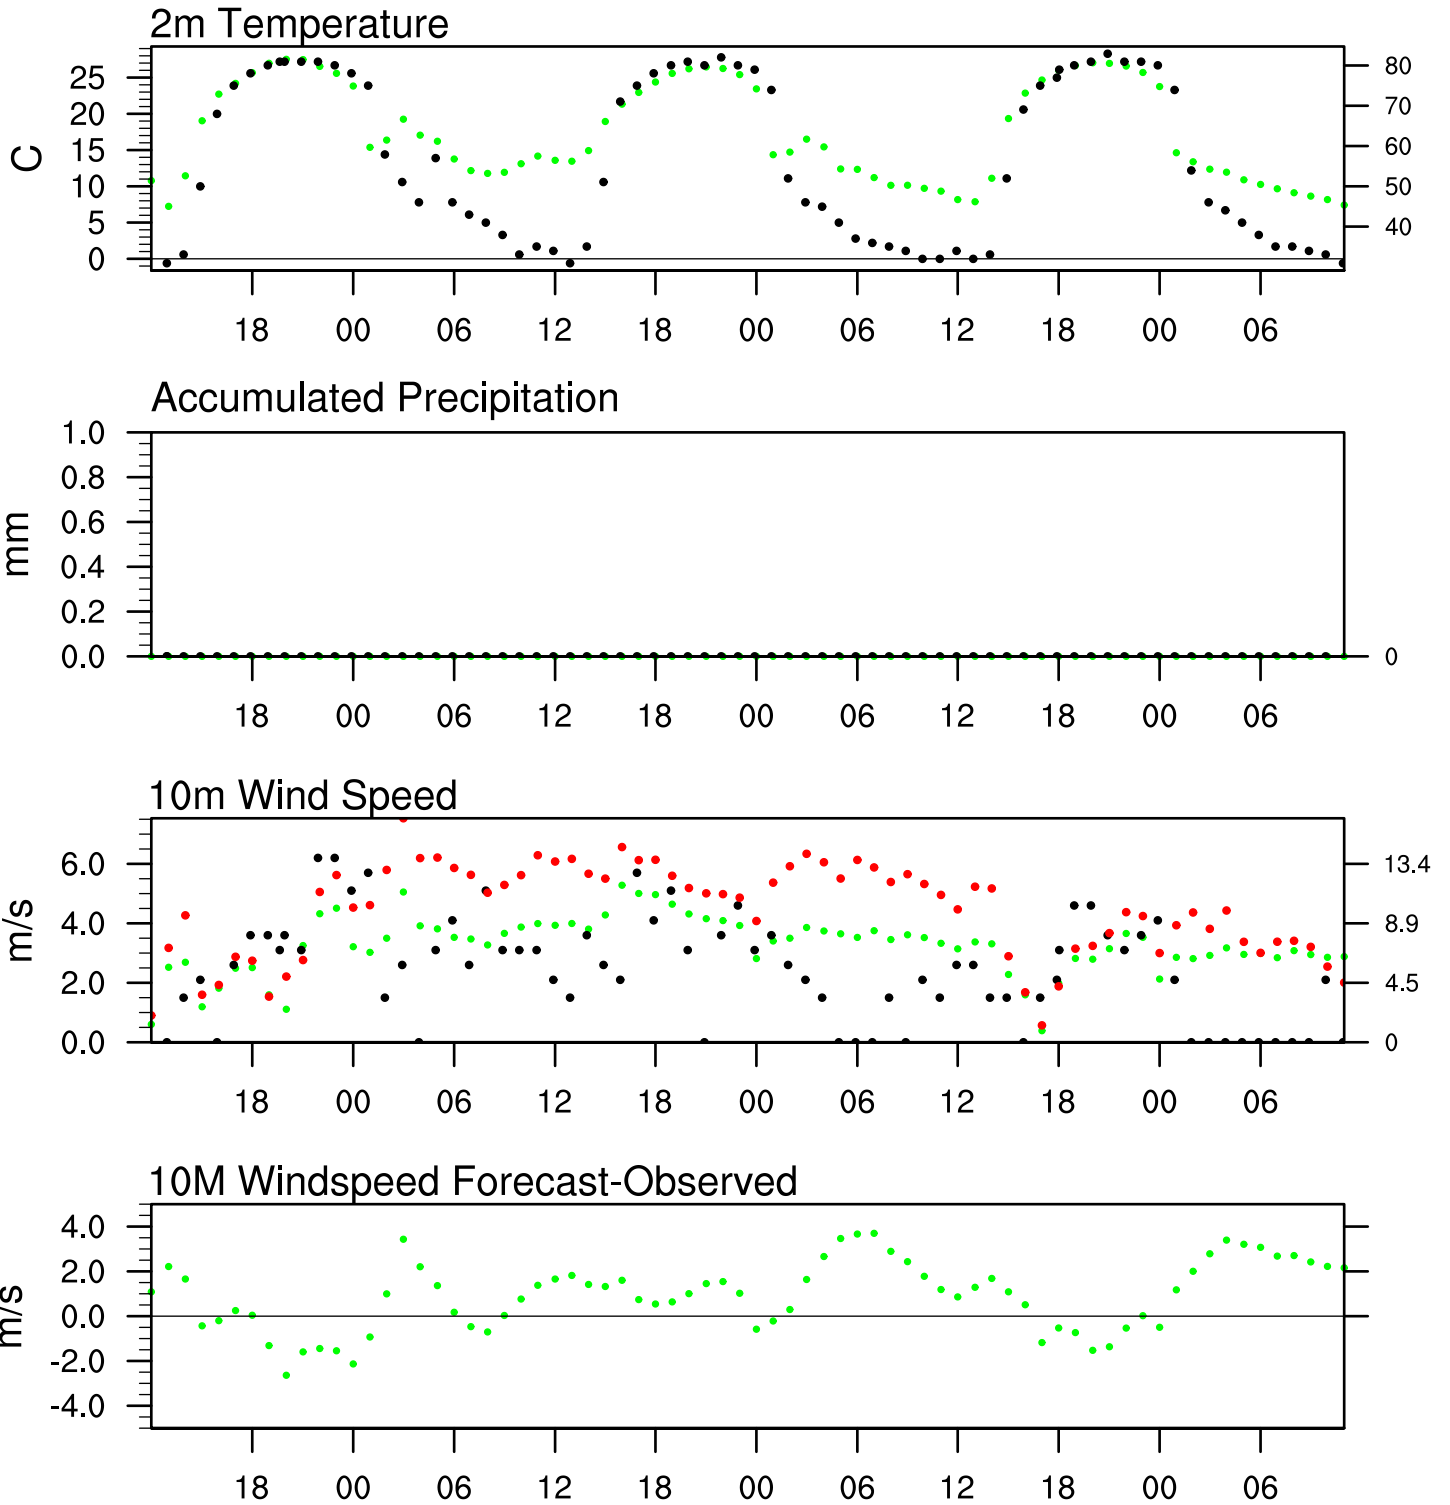 2m Temperature
25
20
15
10
5
0
C
80
70
60
50
40
18 00 06 12 18 00 06 12 18 00 06
Accumulated Precipitation
1.0
0.8
0.6
0.4
0.2
0.0
mm
0
18 00 06 12 18 00 06 12 18 00 06
10m Wind Speed
6.0
4.0
2.0
0.0
m/s
13.4
8.9
4.5
0
18 00 06 12 18 00 06 12 18 00 06
10M Windspeed Forecast-Observed
4.0
2.0
0.0
-2.0
-4.0
m/s
18 00 06 12 18 00 06 12 18 00 06